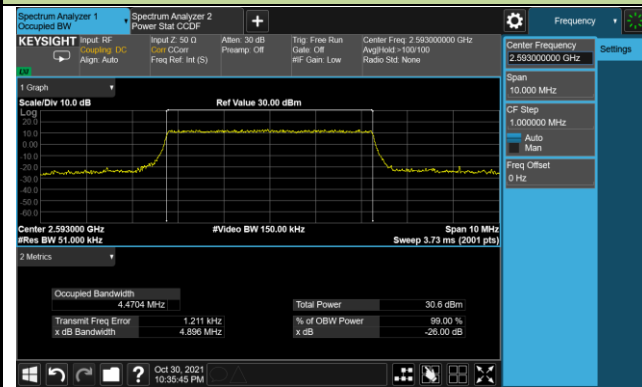 Spectrum Analyzer 1
Occupied BW
Spectrum Analyzer 2
Power Stat CCDF
Frequency
KEYSIGHT
Input: RF
Coupling: DC
Align: Auto
Input Z: 50 Ω
Corr CCorr
Freq Ref: Int (S)
Atten: 30 dB
Preamp: Off
Trig: Free Run
Gate: Off
#IF Gain: Low
Center Freq: 2.593000000 GHz
Avg|Hold:>100/100
Radio Std: None
Center Frequency
2.593000000 GHz
Settings
Span
10.000 MHz
CF Step
1.000000 MHz
Auto
Man
Freq Offset
0 Hz
1 Graph
Scale/Div 10.0 dB
Ref Value 30.00 dBm
Log
20.0
10.0
0.00
-10.0
-20.0
-30.0
-40.0
-50.0
-60.0
Center 2.593000 GHz
#Video BW 150.00 kHz
Span 10 MHz
#Res BW 51.000 kHz
Sweep 3.73 ms (2001 pts)
2 Metrics
Occupied Bandwidth
4.4704 MHz
Total Power 30.6 dBm
Transmit Freq Error 1.211 kHz
% of OBW Power 99.00 %
x dB Bandwidth 4.896 MHz
x dB -26.00 dB
Oct 30, 2021
10:35:45 PM